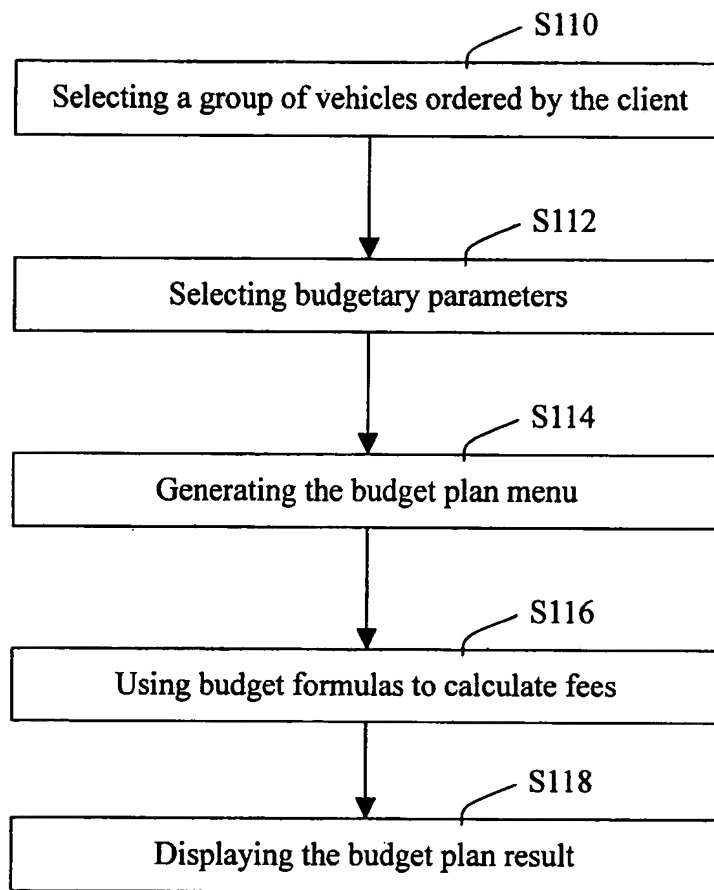 S110
Selecting a group of vehicles ordered by the client
S112
Selecting budgetary parameters
S114
Generating the budget plan menu
S116
Using budget formulas to calculate fees
S118
Displaying the budget plan result